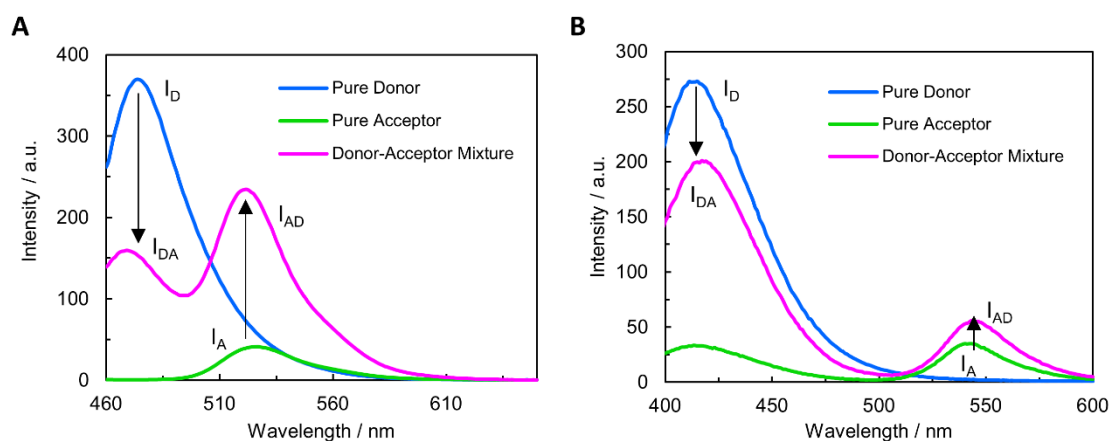 A
400
300
200
100
0
Intensity / a.u.
460
510
560
610
Wavelength / nm
Pure Donor
Pure Acceptor
Donor-Acceptor Mixture
I_D
I_DA
I_AD
I_A
B
300
250
200
150
100
50
0
Intensity / a.u.
400
450
500
550
600
Wavelength / nm
Pure Donor
Pure Acceptor
Donor-Acceptor Mixture
I_D
I_DA
I_AD
I_A